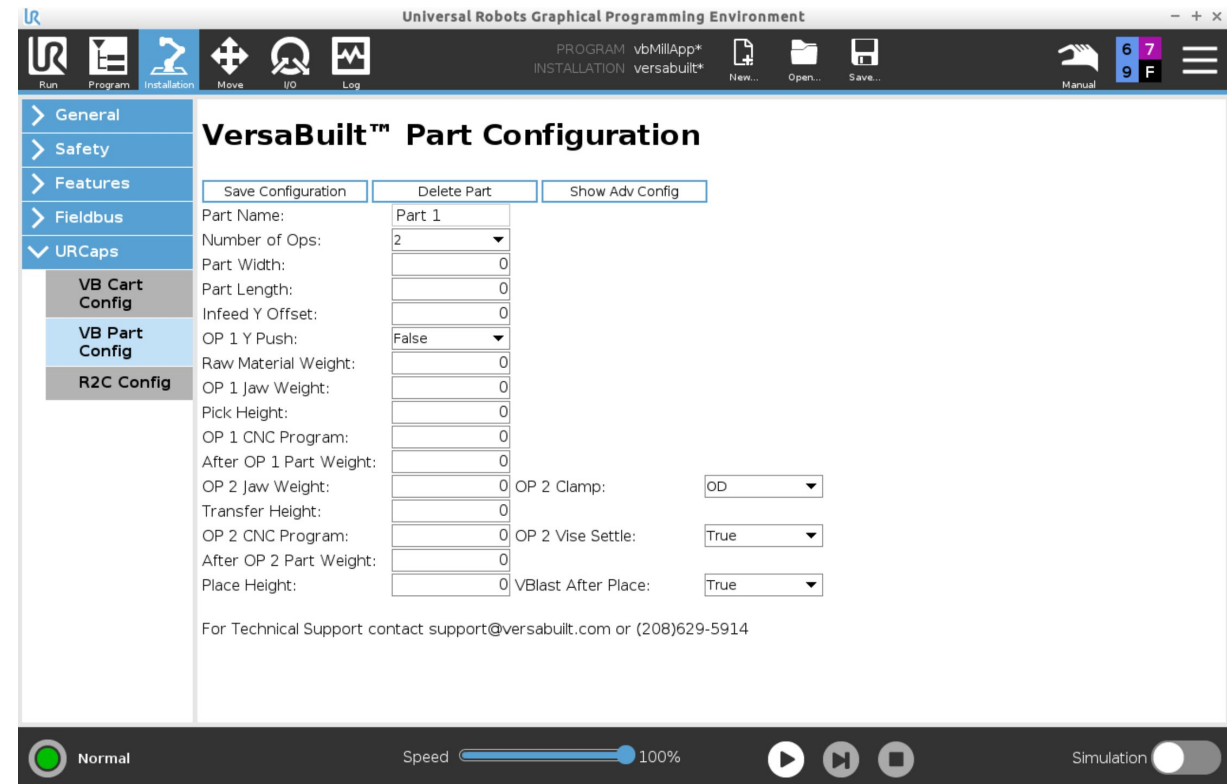 UR Universal Robots Graphical Programming Environment - + ×
UR
PROGRAM vbMillApp*
INSTALLATION versabuilt*
Run Program Installation Move I/O Log New... Open... Save... Manual
6 7
9 F
General
Safety
Features
Fieldbus
URCaps
VB Cart
Config
VB Part
Config
R2C Config
VersaBuilt™ Part Configuration
Save Configuration Delete Part Show Adv Config
Part Name: Part 1
Number of Ops: 2
Part Width: 0
Part Length: 0
Infeed Y Offset: 0
OP 1 Y Push: False
Raw Material Weight: 0
OP 1 Jaw Weight: 0
Pick Height: 0
OP 1 CNC Program: 0
After OP 1 Part Weight: 0
OP 2 Jaw Weight: 0 OP 2 Clamp: OD
Transfer Height: 0
OP 2 CNC Program: 0 OP 2 Vise Settle: True
After OP 2 Part Weight: 0
Place Height: 0 VBlast After Place: True
For Technical Support contact support@versabuilt.com or (208)629-5914
Normal Speed 100% Simulation